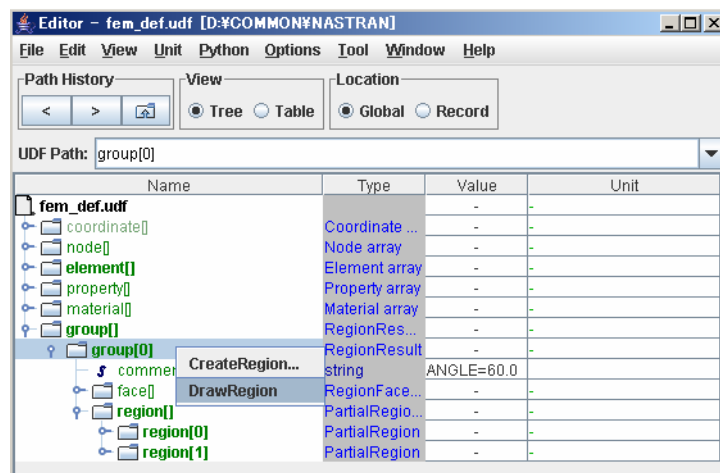 Editor - fem_def.udf [D:¥COMMON¥NASTRAN]
File Edit View Unit Python Options Tool Window Help
Path History View Location
< > Tree Table Global Record
UDF Path: group[0]
Name Type Value Unit
fem_def.udf - -
coordinate[] Coordinate ... - -
node[] Node array - -
element[] Element array - -
property[] Property array - -
material[] Material array - -
group[] RegionRes... - -
group[0] RegionResult - -
CreateRegion...
commen string ANGLE=60.0
DrawRegion
face[] RegionFace... - -
region[] PartialRegio... - -
region[0] PartialRegion - -
region[1] PartialRegion - -